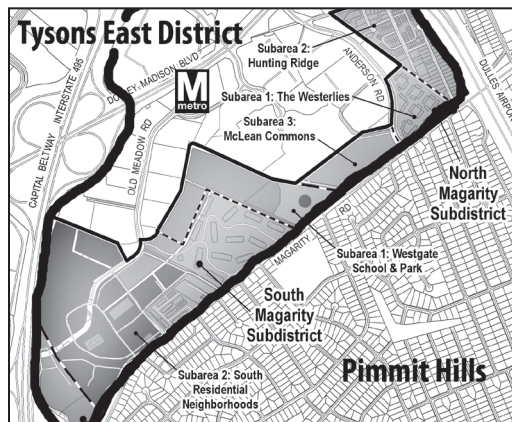 Tysons East District
Subarea 2:
Hunting Ridge
DOLLEY-MADISON BLVD
INTERSTATE 495
CAPITAL BELTWAY
M
metro
ANDERSON RD
DULLES AIRPORT
Subarea 1: The Westerlies
OLD MEADOW RD
Subarea 3:
McLean Commons
North
Magarity
Subdistrict
MAGARITY RD
Subarea 1: Westgate
School & Park
South
Magarity
Subdistrict
Subarea 2: South
Residential
Neighborhoods
Pimmit Hills